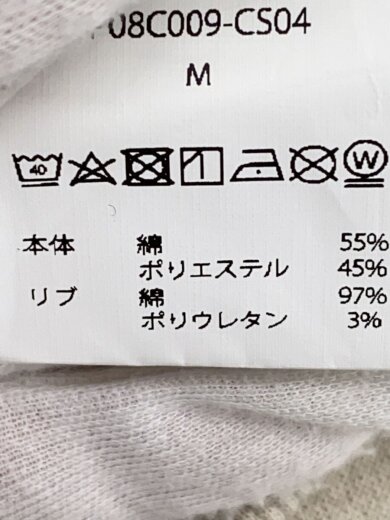 08C009-CS04
M
40 W
本体 綿 55%
ポリエステル 45%
リブ 綿 97%
ポリウレタン 3%